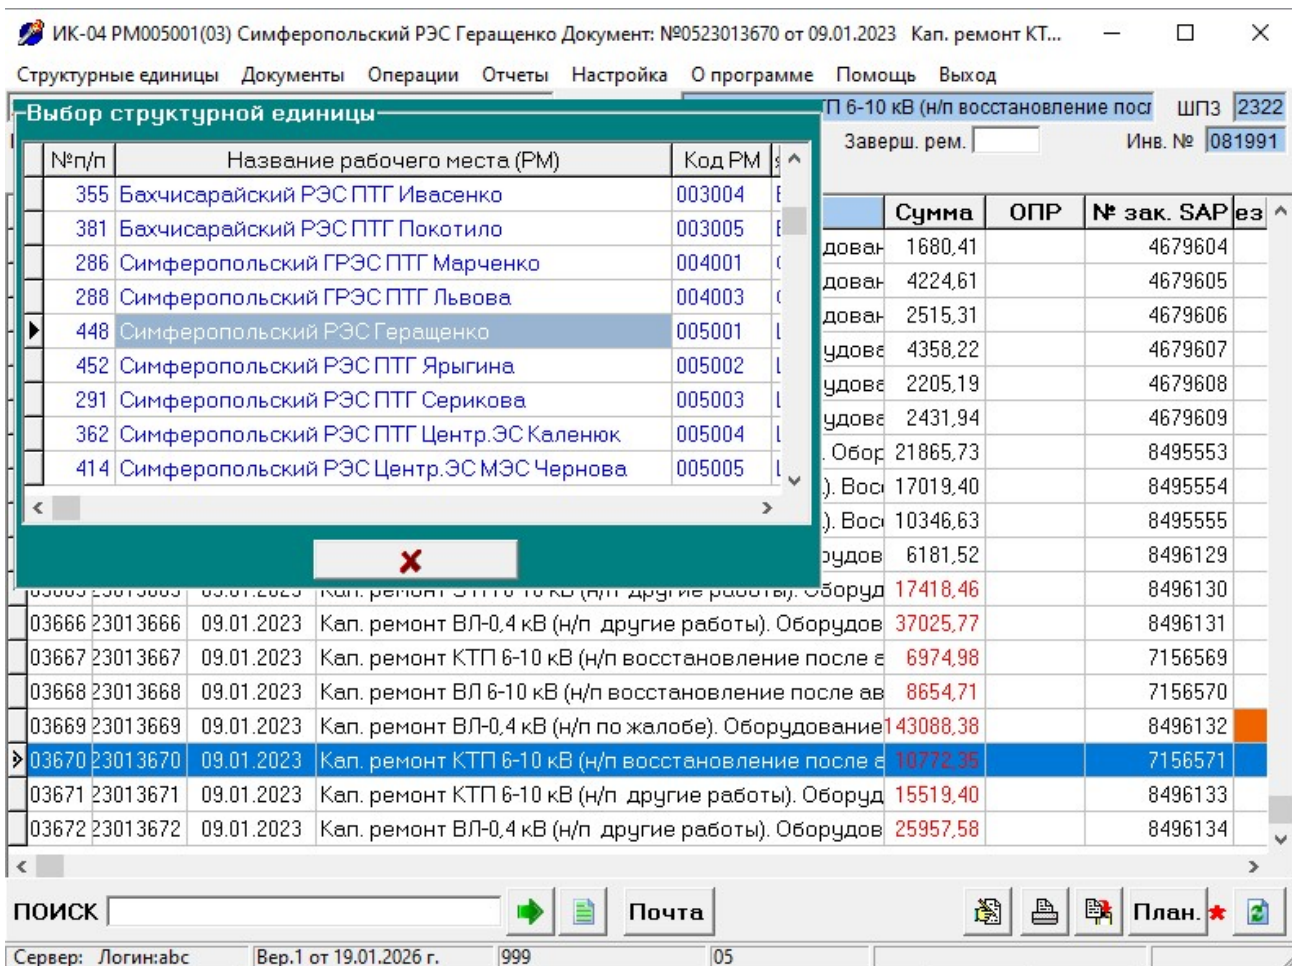 ИК-04 РМ005001(03) Симферопольский РЭС Геращенко Документ: №0523013670 от 09.01.2023 Кап. ремонт КТ...
Структурные единицы Документы Операции Отчеты Настройка О программе Помощь Выход
Выбор структурной единицы
6-10 кВ (н/п восстановление ШПЗ 2322
Заверш. рем. Инв. № 081991
№п/п Название рабочего места (РМ) Код РМ
355 Бахчисарайский РЭС ПТГ Ивасенко 003004
381 Бахчисарайский РЭС ПТГ Покотило 003005
286 Симферопольский ГРЭС ПТГ Марченко 004001
288 Симферопольский ГРЭС ПТГ Львова 004003
448 Симферопольский РЭС Геращенко 005001
452 Симферопольский РЭС ПТГ Ярыгина 005002
291 Симферопольский РЭС ПТГ Серикова 005003
362 Симферопольский РЭС ПТГ Центр.ЭС Каленюк 005004
414 Симферопольский РЭС Центр.ЭС МЭС Чернова 005005
Сумма ОПР № зак. SAP ез
1680,41 4679604
4224,61 4679605
2515,31 4679606
4358,22 4679607
2205,19 4679608
2431,94 4679609
. Обор 21865,73 8495553
). Вос 17019,40 8495554
). Вос 10346,63 8495555
6181,52 8496129
17418,46 8496130
03666 23013666 09.01.2023 Кап. ремонт ВЛ-0,4 кВ (н/п другие работы). Оборудов 37025,77 8496131
03667 23013667 09.01.2023 Кап. ремонт КТП 6-10 кВ (н/п восстановление после а 6974,98 7156569
03668 23013668 09.01.2023 Кап. ремонт ВЛ 6-10 кВ (н/п восстановление после ав 8654,71 7156570
03669 23013669 09.01.2023 Кап. ремонт ВЛ-0,4 кВ (н/п по жалобе). Оборудование 143088,38 8496132
03670 23013670 09.01.2023 Кап. ремонт КТП 6-10 кВ (н/п восстановление после а 10772,35 7156571
03671 23013671 09.01.2023 Кап. ремонт КТП 6-10 кВ (н/п другие работы). Оборуд 15519,40 8496133
03672 23013672 09.01.2023 Кап. ремонт ВЛ-0,4 кВ (н/п другие работы). Оборудов 25957,58 8496134
ПОИСК Почта План.
Сервер: Логин:abc Вер.1 от 19.01.2026 г. 999 05